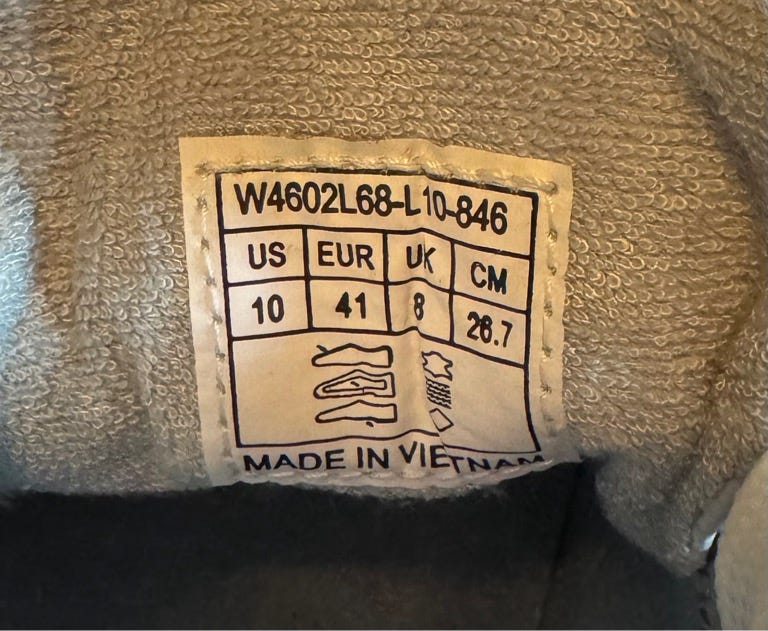 W4602L68-L10-846
US EUR UK CM
10 41 8 26.7
MADE IN VIETNAM